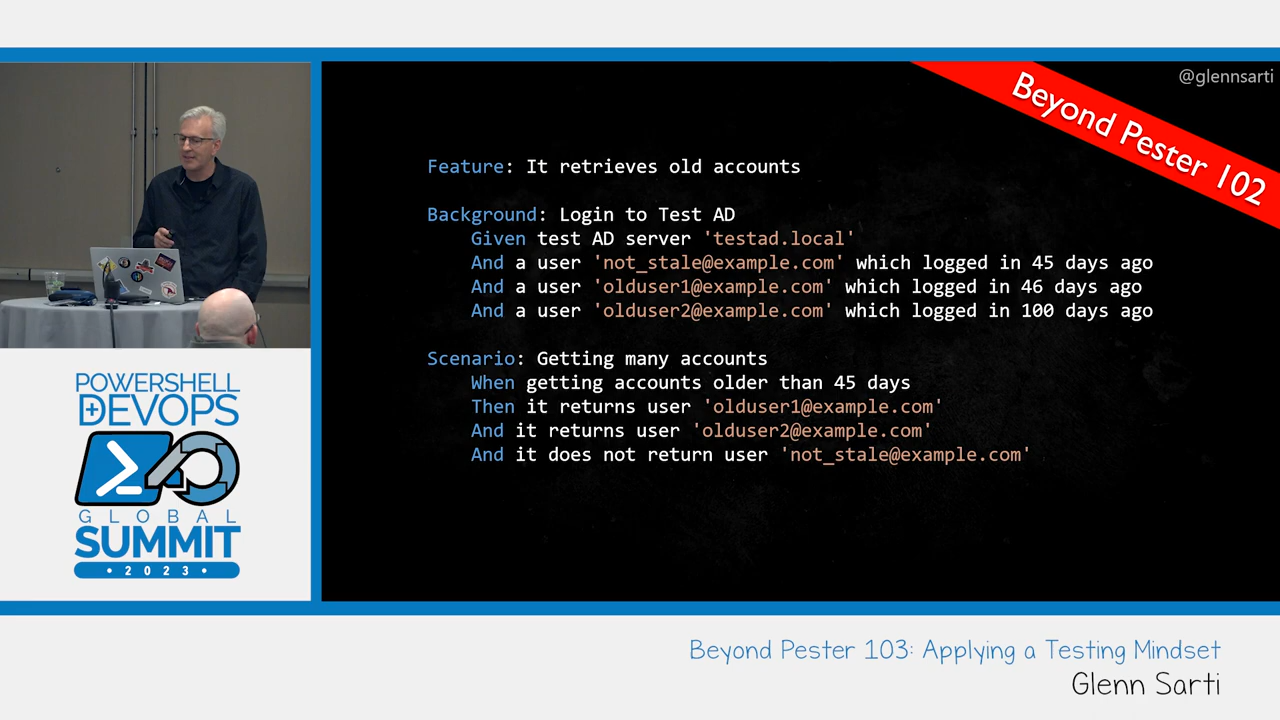 @glennsarti
Beyond Pester 102
Feature: It retrieves old accounts
Background: Login to Test AD
Given test AD server 'testad.local'
And a user 'not_stale@example.com' which logged in 45 days ago
And a user 'olduser1@example.com' which logged in 46 days ago
And a user 'olduser2@example.com' which logged in 100 days ago
Scenario: Getting many accounts
When getting accounts older than 45 days
Then it returns user 'olduser1@example.com'
And it returns user 'olduser2@example.com'
And it does not return user 'not_stale@example.com'
POWERSHELL
+DEVOPS
GLOBAL
SUMMIT
• 2023 •
Beyond Pester 103: Applying a Testing Mindset
Glenn Sarti